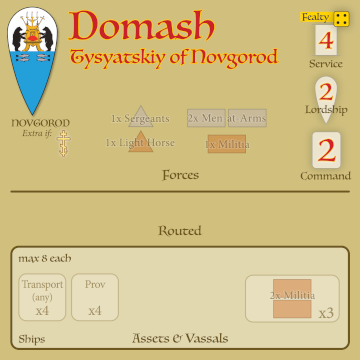 Domash
Tysyatskiy of Novgorod
Fealty
4
Service
2
Lordship
2
Command
NOVGOROD
Extra if:
1x Sergeants
2x Men at Arms
1x Light Horse
1x Militia
Forces
Routed
max 8 each
Transport
(any)
x4
Prov
x4
2x Militia
x3
Ships
Assets & Vassals